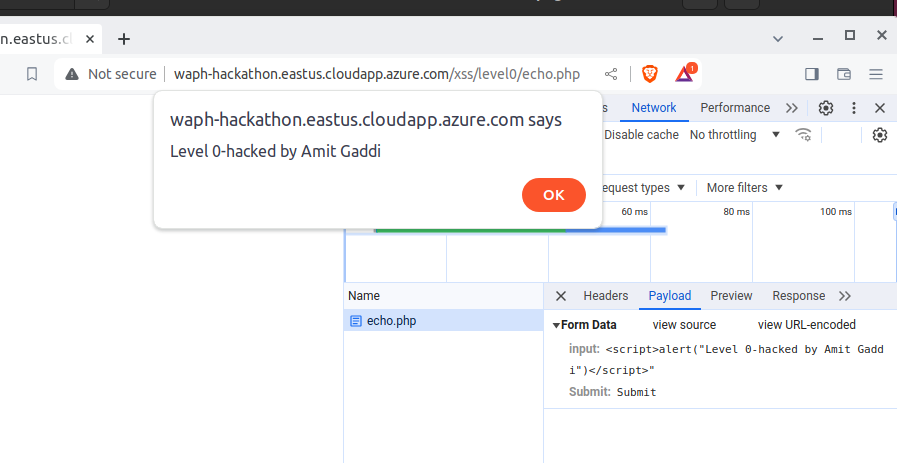 n.eastus.cl
Not secure waph-hackathon.eastus.cloudapp.azure.com/xss/level0/echo.php 1
waph-hackathon.eastus.cloudapp.azure.com says
Level 0-hacked by Amit Gaddi
OK
s Network Performance
Disable cache No throttling
equest types More filters
60 ms 80 ms 100 ms
Name
echo.php
Headers Payload Preview Response
Form Data view source view URL-encoded
input: <script>alert("Level 0-hacked by Amit Gadd
i")</script>"
Submit: Submit